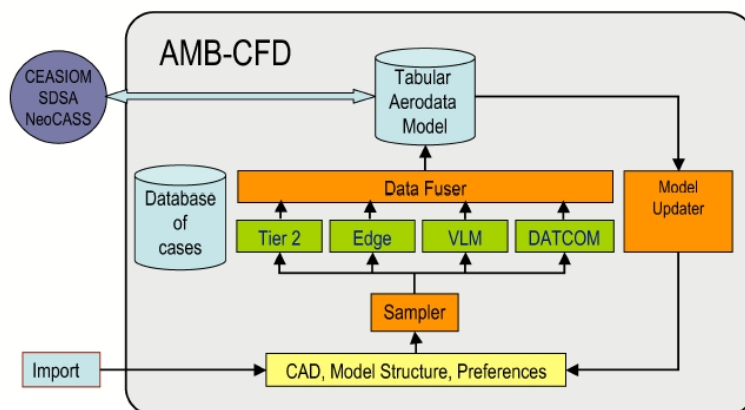 AMB-CFD
CEASIOM
SDSA
NeoCASS
Tabular
Aerodata
Model
Database
of
cases
Data Fuser
Model
Updater
Tier 2
Edge
VLM
DATCOM
Sampler
Import
CAD, Model Structure, Preferences